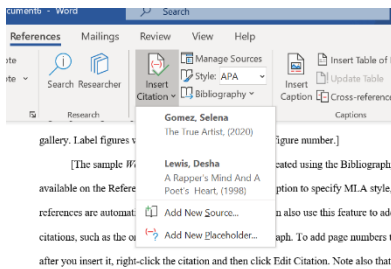 cument6 - Word Search
References Mailings Review View Help
Search Researcher
Research
Insert Citation
Manage Sources
Style: APA
Bibliography
Insert Caption
Insert Table of
Update Table
Cross-reference
Captions
Gomez, Selena
The True Artist, (2020)
Lewis, Desha
A Rapper's Mind And A
Poet's Heart, (1998)
Add New Source...
Add New Placeholder...
gallery. Label figures
figure number.]
[The sample
using the Bibliograph
available on the Refere
to specify MLA style,
references are automati
also use this feature to ad
citations, such as the
To add page numbers t
after you insert it, right-click the citation and then click Edit Citation. Note also that